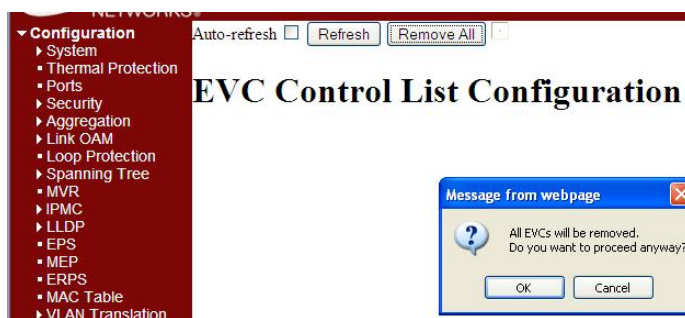 NETWORKS®
Configuration
System
Thermal Protection
Ports
Security
Aggregation
Link OAM
Loop Protection
Spanning Tree
MVR
IPMC
LLDP
EPS
MEP
ERPS
MAC Table
VLAN Translation
Auto-refresh Refresh Remove All
EVC Control List Configuration
Message from webpage
All EVCs will be removed.
Do you want to proceed anyway?
OK Cancel